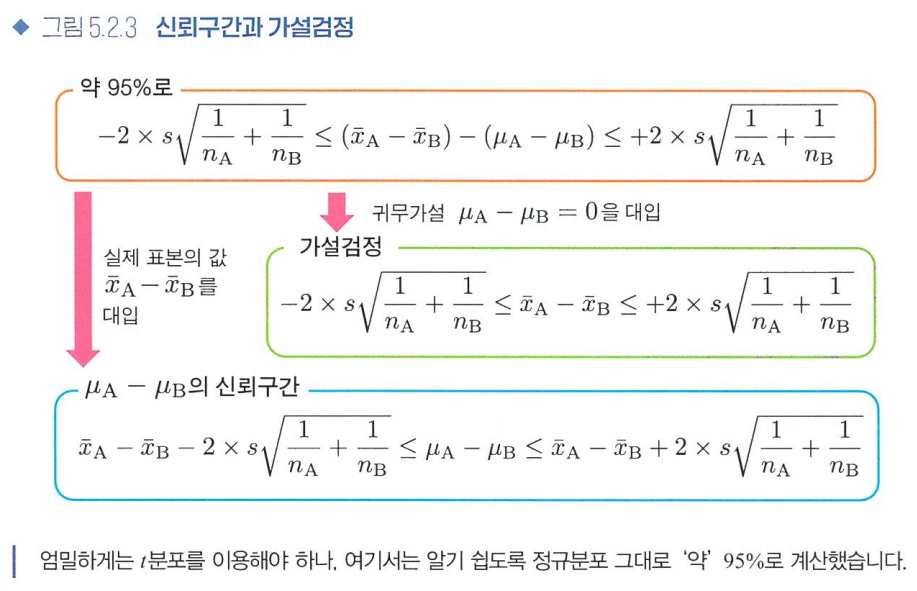 ◆ 그림 5.2.3 신뢰구간과 가설검정
약 95%로
$-2 \times s\sqrt{\frac{1}{n_A} + \frac{1}{n_B}} \leq (\bar{x}_A - \bar{x}_B) - (\mu_A - \mu_B) \leq +2 \times s\sqrt{\frac{1}{n_A} + \frac{1}{n_B}}$
귀무가설 $\mu_A - \mu_B = 0$을 대입
실제 표본의 값
$\bar{x}_A - \bar{x}_B$를
대입
가설검정
$-2 \times s\sqrt{\frac{1}{n_A} + \frac{1}{n_B}} \leq \bar{x}_A - \bar{x}_B \leq +2 \times s\sqrt{\frac{1}{n_A} + \frac{1}{n_B}}$
$\mu_A - \mu_B$의 신뢰구간
$\bar{x}_A - \bar{x}_B - 2 \times s\sqrt{\frac{1}{n_A} + \frac{1}{n_B}} \leq \mu_A - \mu_B \leq \bar{x}_A - \bar{x}_B + 2 \times s\sqrt{\frac{1}{n_A} + \frac{1}{n_B}}$
엄밀하게는 t분포를 이용해야 하나, 여기서는 알기 쉽도록 정규분포 그대로 ‘약’ 95%로 계산했습니다.